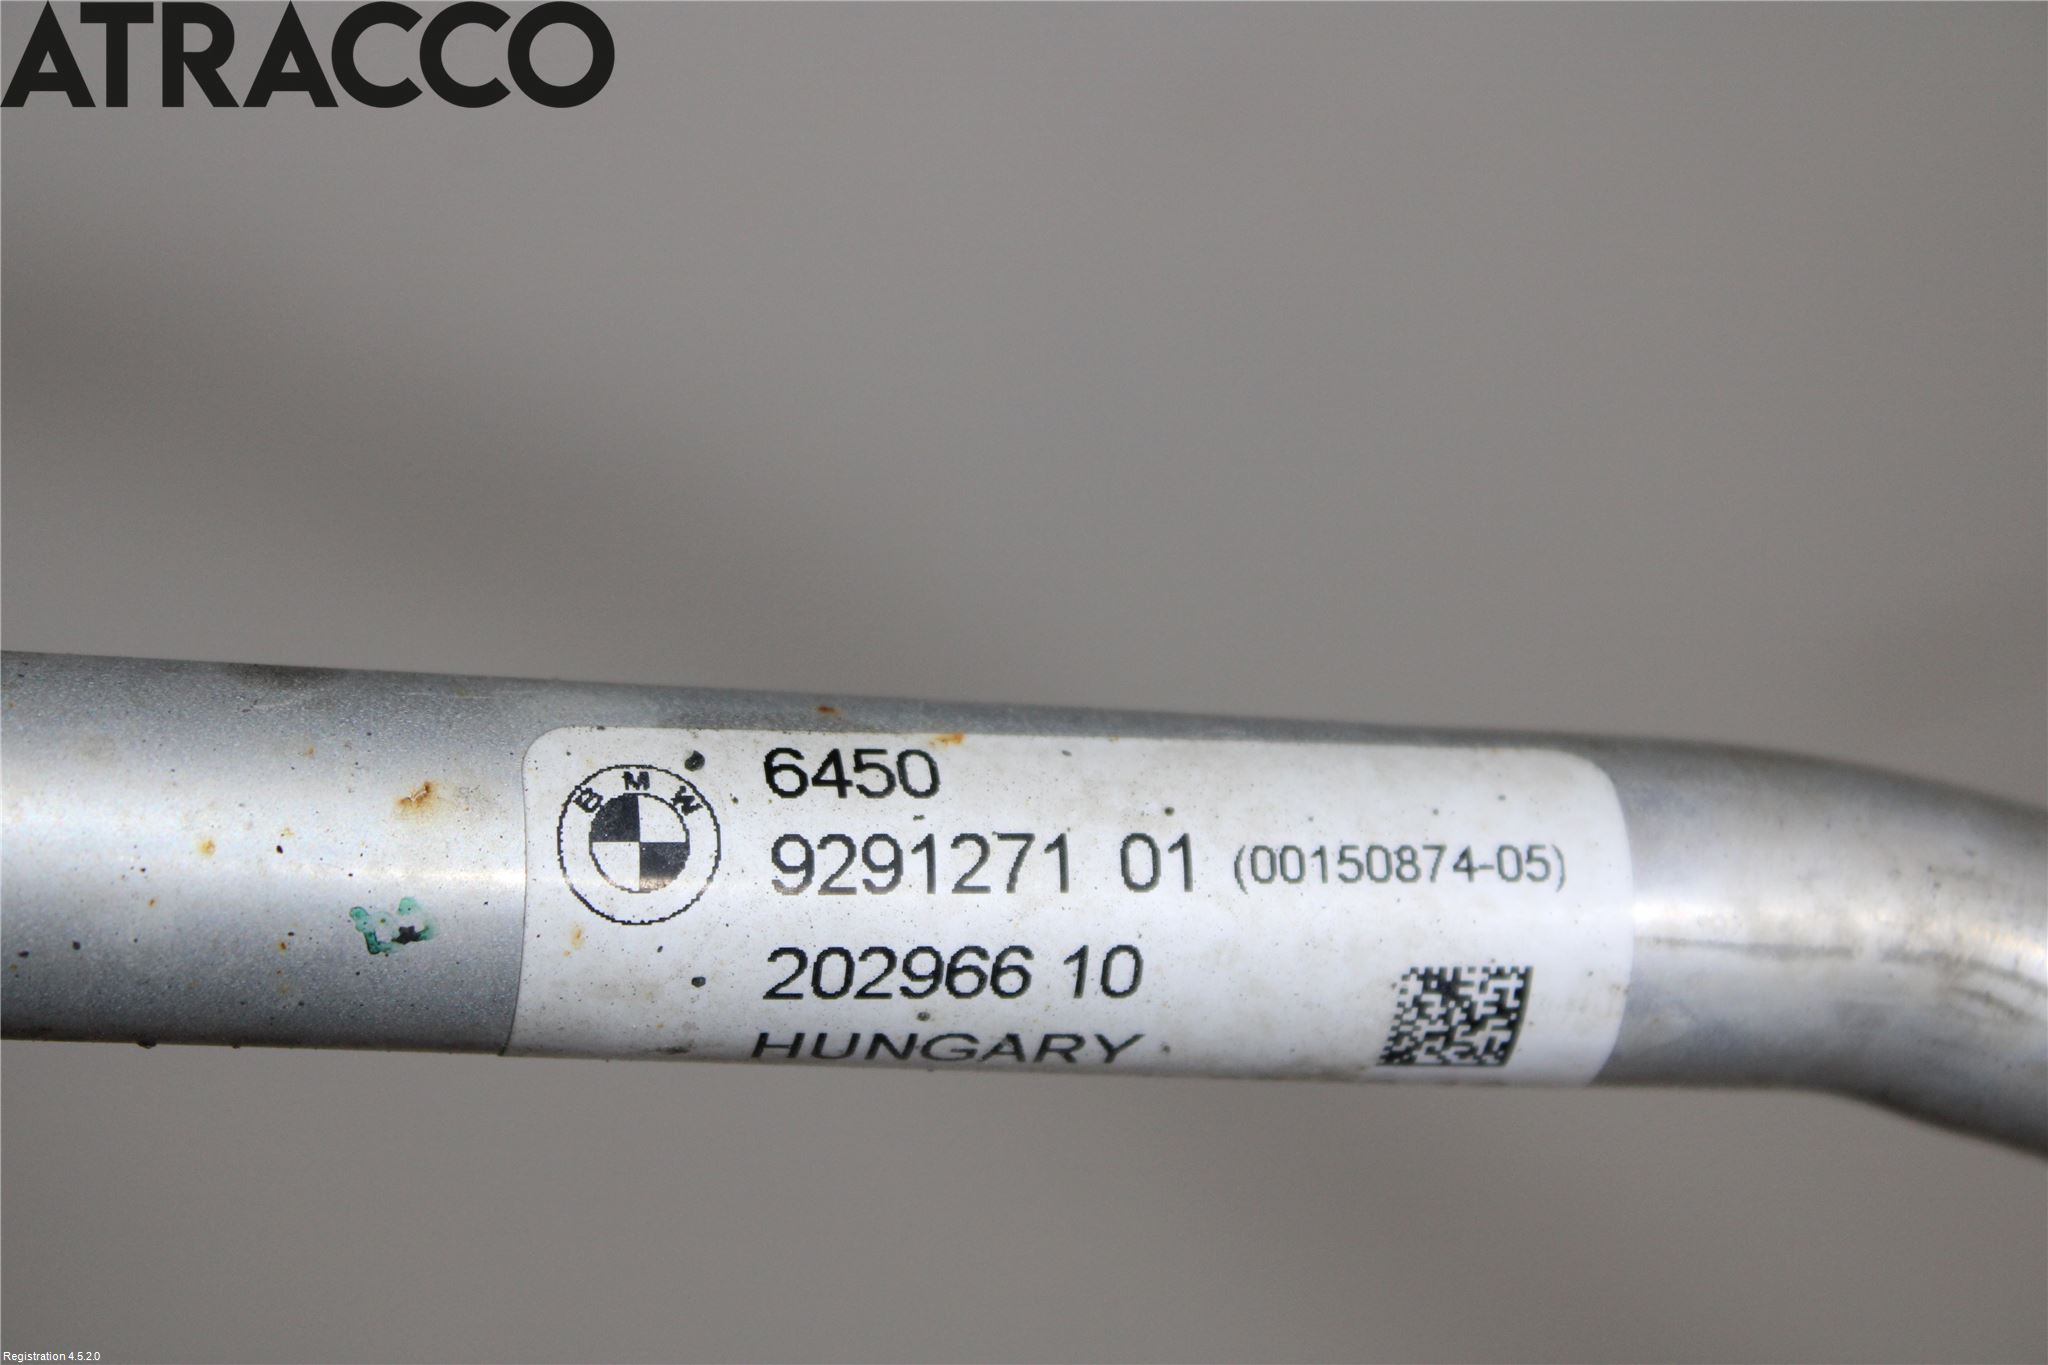 ATRACCO
BMW
6450
9291271 01 (00150874-05)
202966 10
HUNGARY
Registration 4.5.2.0